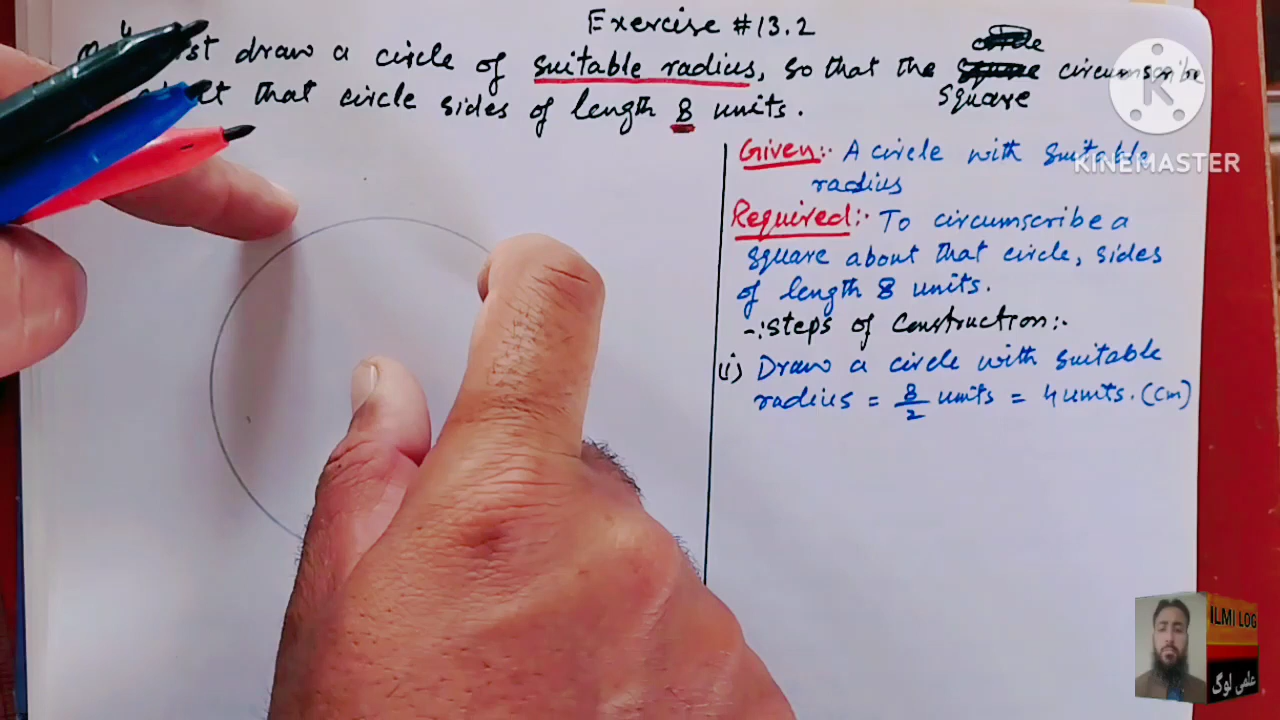 Exercise #13.2
draw a circle of suitable radius, so that the circumscribe
square
that circle sides of length 8 units.
Given:- A circle with suitable
radius
Required:- To circumscribe a
square about that circle, sides
of length 8 units.
-:steps of construction:-
(i) Draw a circle with suitable
radius = 8/2 units = 4 units. (cm)
K
KINEMASTER
ILMI LOG
علمی لوگ